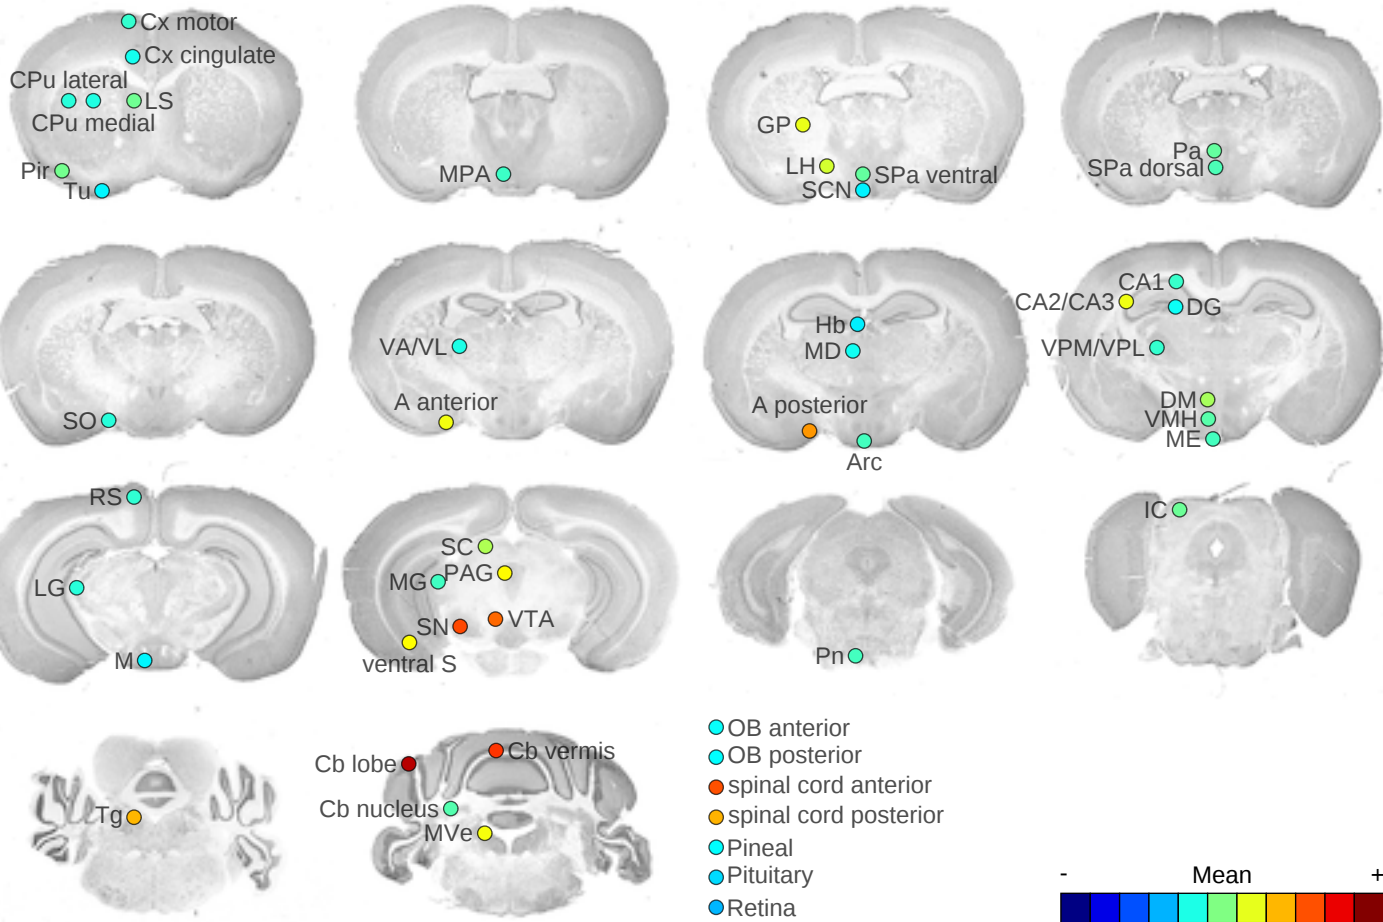 Cx motor
Cx cingulate
CPu lateral
LS
CPu medial
Pir
Tu
MPA
GP
LH
SPa ventral
SCN
Pa
SPa dorsal
SO
VA/VL
A anterior
Hb
MD
A posterior
Arc
CA1
CA2/CA3
DG
VPM/VPL
DM
VMH
ME
RS
LG
M
SC
MG
PAG
SN
VTA
ventral S
Pn
IC
Tg
Cb lobe
Cb vermis
Cb nucleus
MVe
OB anterior
OB posterior
spinal cord anterior
spinal cord posterior
Pineal
Pituitary
Retina
- Mean +